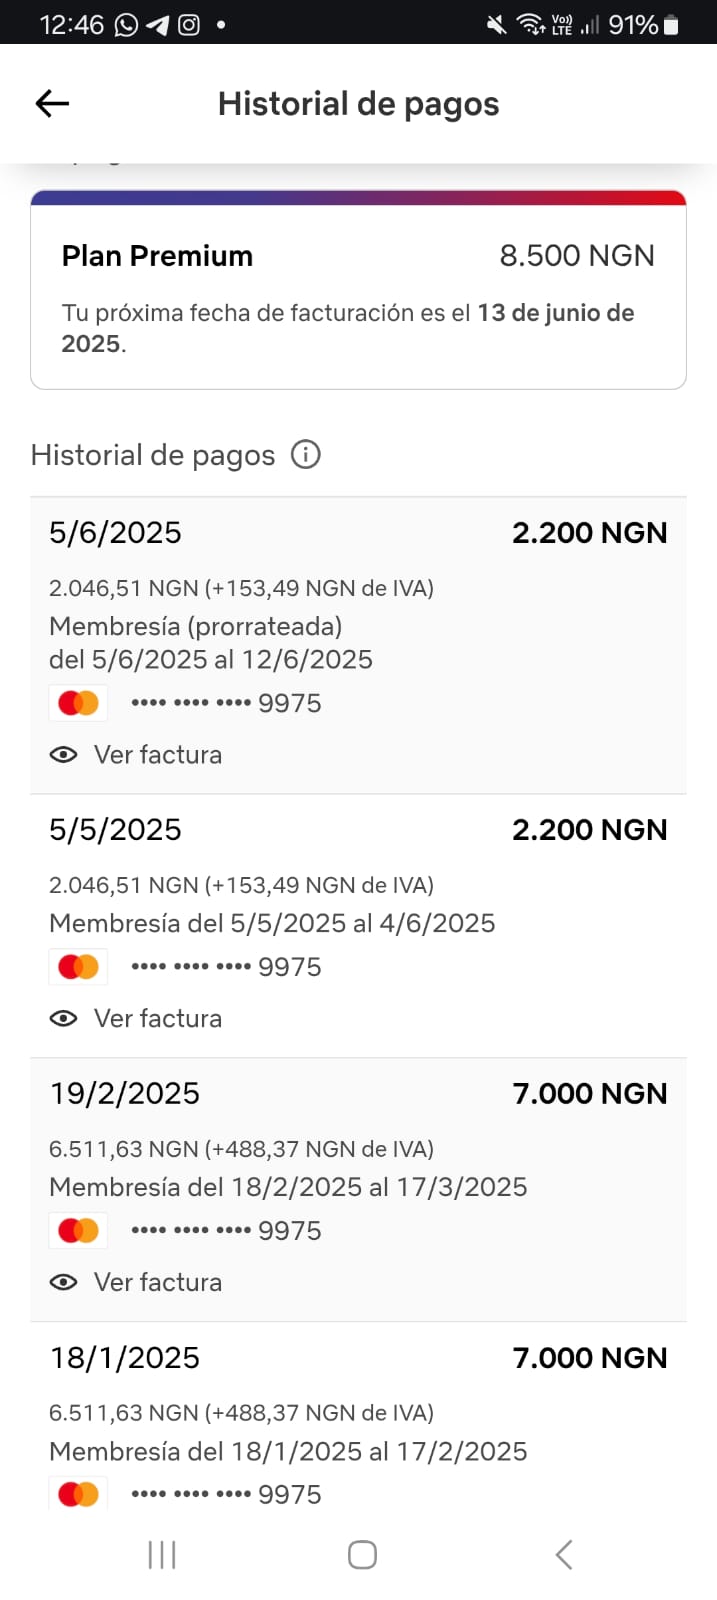 12:46
Vo)) LTE
91%
Historial de pagos
Plan Premium
8.500 NGN
Tu próxima fecha de facturación es el 13 de junio de
2025.
Historial de pagos
5/6/2025
2.200 NGN
2.046,51 NGN (+153,49 NGN de IVA)
Membresía (prorrateada)
del 5/6/2025 al 12/6/2025
•••• •••• •••• 9975
Ver factura
5/5/2025
2.200 NGN
2.046,51 NGN (+153,49 NGN de IVA)
Membresía del 5/5/2025 al 4/6/2025
•••• •••• •••• 9975
Ver factura
19/2/2025
7.000 NGN
6.511,63 NGN (+488,37 NGN de IVA)
Membresía del 18/2/2025 al 17/3/2025
•••• •••• •••• 9975
Ver factura
18/1/2025
7.000 NGN
6.511,63 NGN (+488,37 NGN de IVA)
Membresía del 18/1/2025 al 17/2/2025
•••• •••• •••• 9975